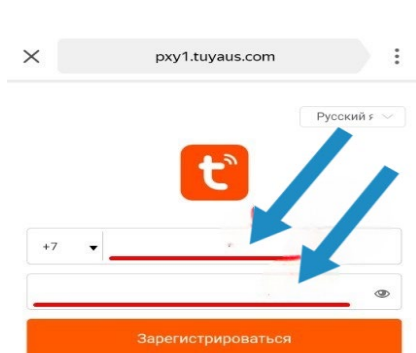 pxy1.tuyaus.com
Русский я
+7
Зарегистрироваться